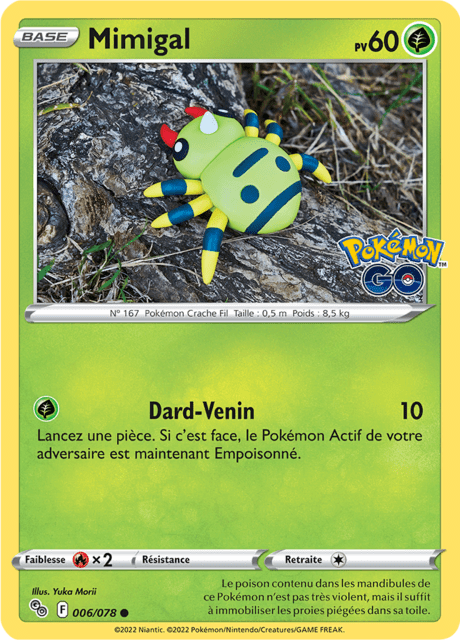 BASE
Mimigal
PV60
Pokémon™
GO
N° 167 Pokémon Crache Fil Taille : 0,5 m Poids : 8,5 kg
Dard-Venin 10
Lancez une pièce. Si c'est face, le Pokémon Actif de votre
adversaire est maintenant Empoisonné.
Faiblesse ×2 Résistance Retraite
Illus. Yuka Morii
GO F 006/078
Le poison contenu dans les mandibules de
ce Pokémon n'est pas très violent, mais il suffit
à immobiliser les proies piégées dans sa toile.
©2022 Niantic. ©2022 Pokémon/Nintendo/Creatures/GAME FREAK.